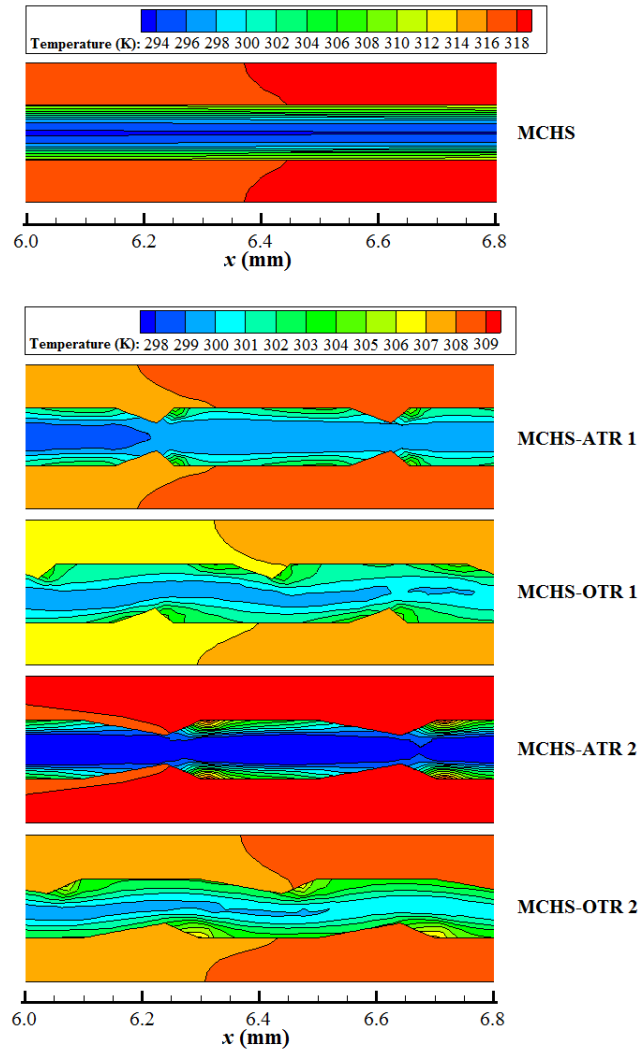 Temperature (K): 294 296 298 300 302 304 306 308 310 312 314 316 318
MCHS
6.0 6.2 6.4 6.6 6.8
x (mm)
Temperature (K): 298 299 300 301 302 303 304 305 306 307 308 309
MCHS-ATR 1
MCHS-OTR 1
MCHS-ATR 2
MCHS-OTR 2
6.0 6.2 6.4 6.6 6.8
x (mm)